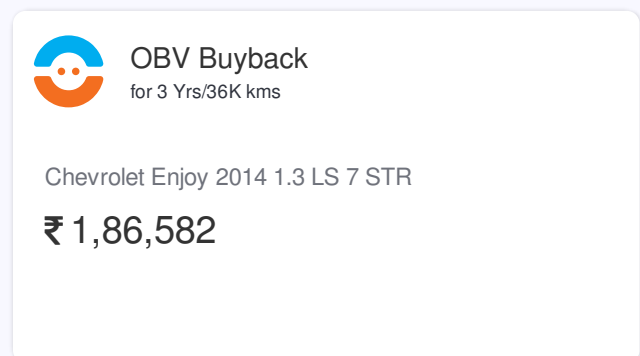 OBV Buyback
for 3 Yrs/36K kms
Chevrolet Enjoy 2014 1.3 LS 7 STR
₹ 1,86,582